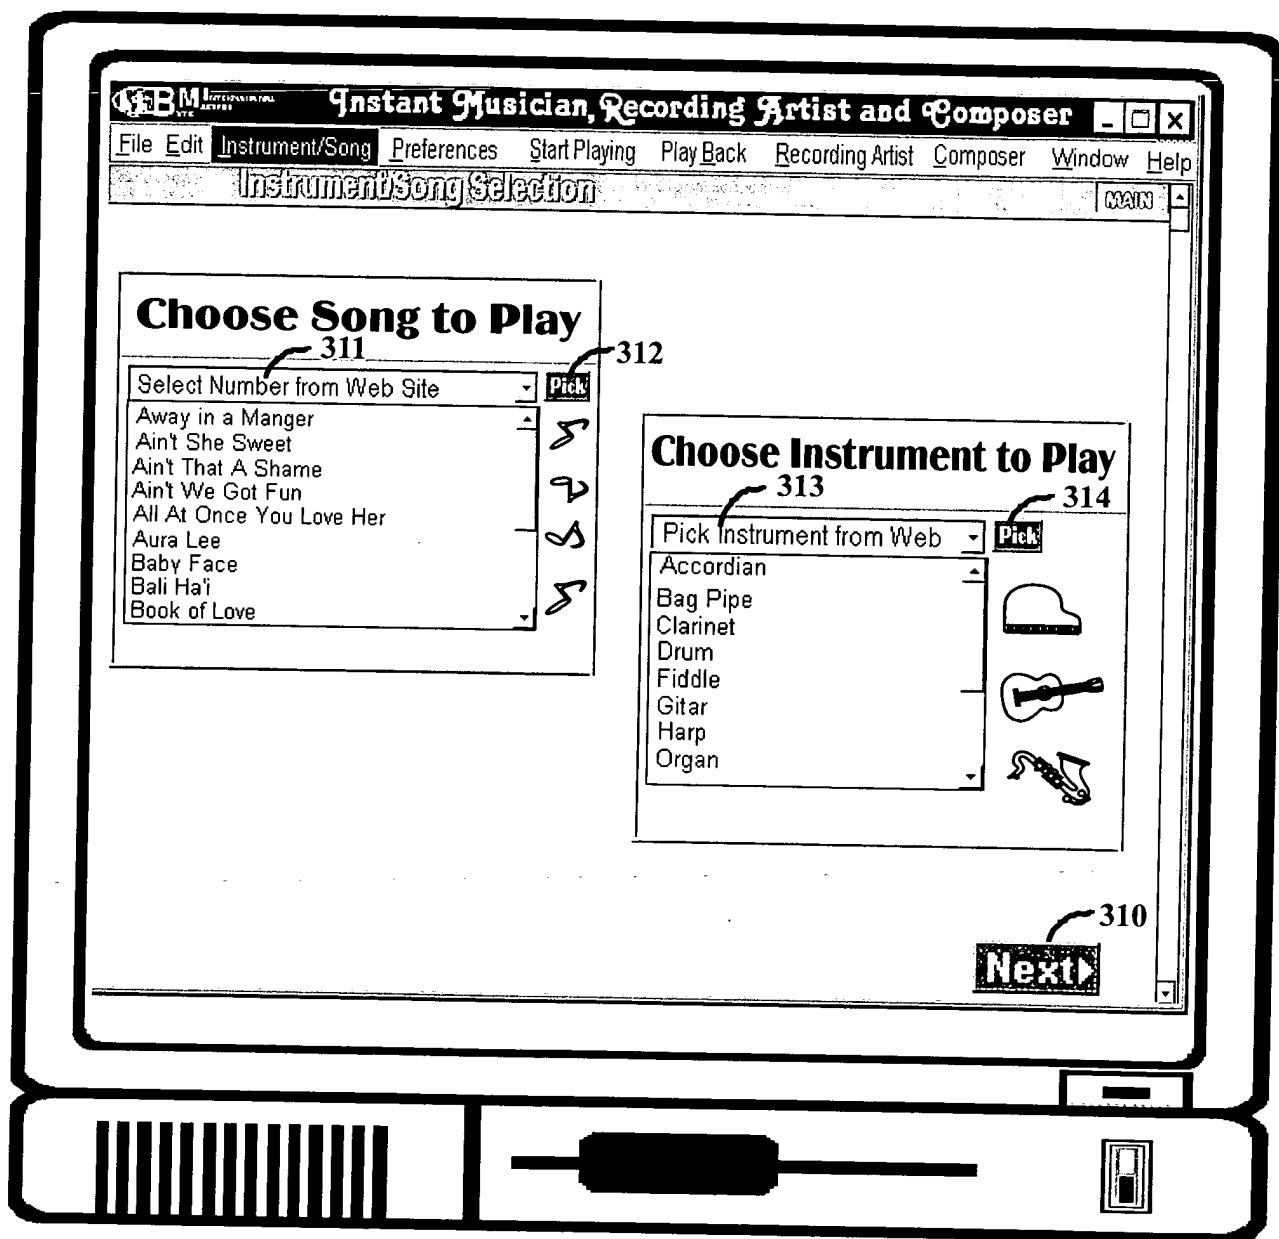 Instant Musician, Recording Artist and Composer
File Edit Instrument/Song Preferences Start Playing Play Back Recording Artist Composer Window Help
Instrument/Song Selection MAIN
Choose Song to Play
311
312
Select Number from Web Site Pick
Away in a Manger
Ain't She Sweet
Ain't That A Shame
Ain't We Got Fun
All At Once You Love Her
Aura Lee
Baby Face
Bali Ha'i
Book of Love
Choose Instrument to Play
313
314
Pick Instrument from Web Pick
Accordian
Bag Pipe
Clarinet
Drum
Fiddle
Gitar
Harp
Organ
310
Next